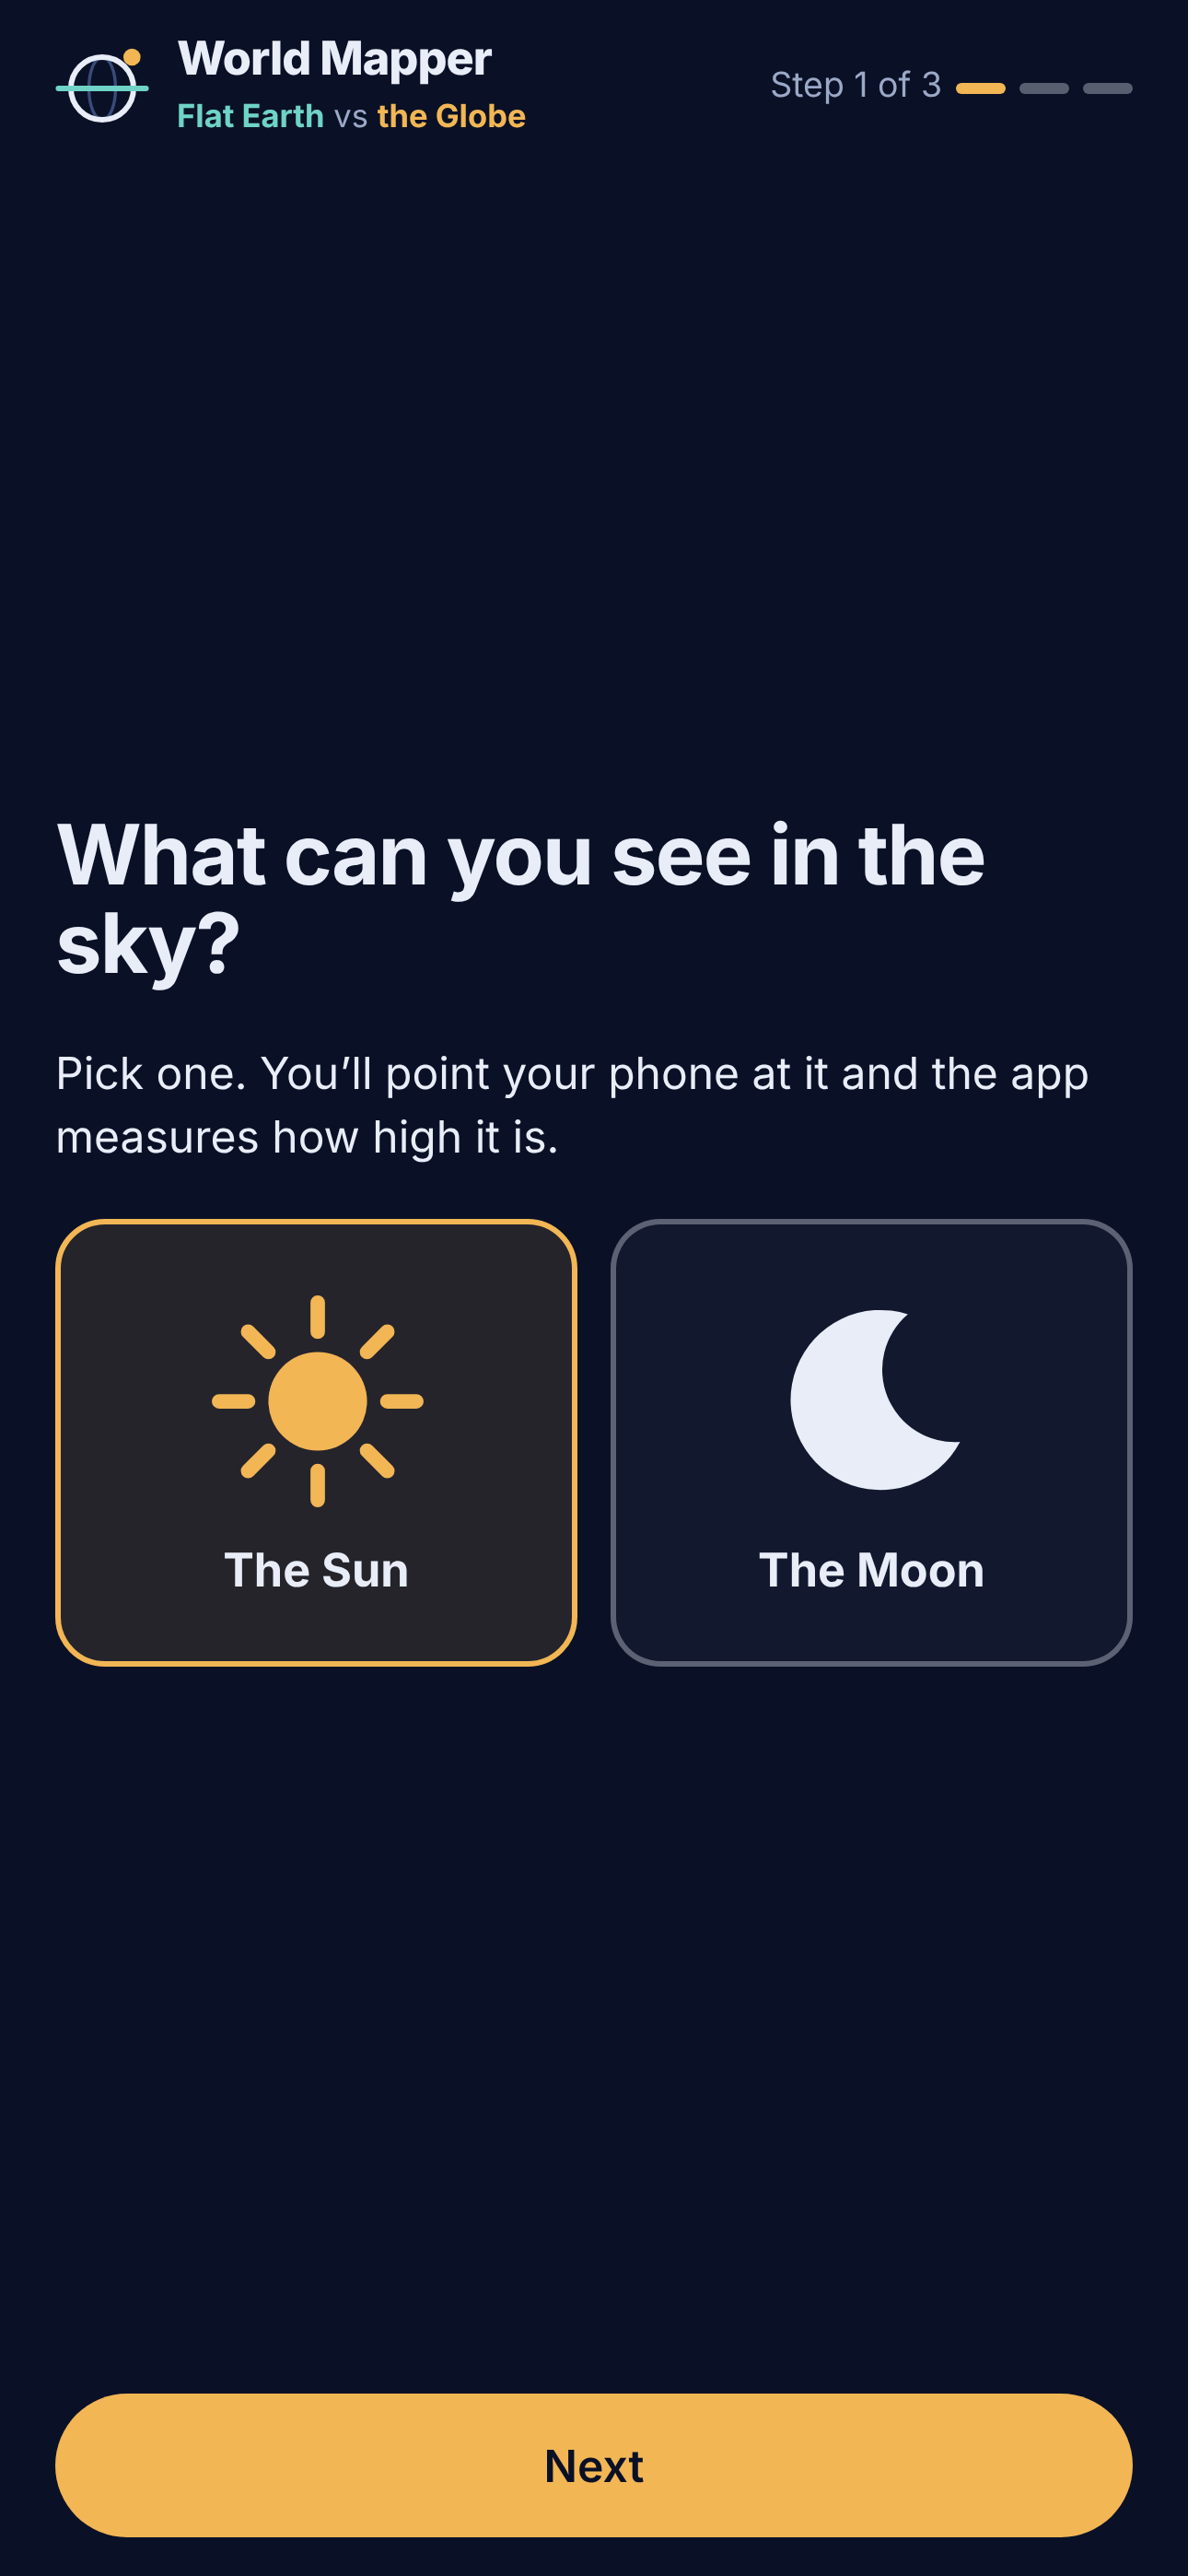 World Mapper
Flat Earth vs the Globe
Step 1 of 3
What can you see in the
sky?
Pick one. You’ll point your phone at it and the app
measures how high it is.
The Sun
The Moon
Next